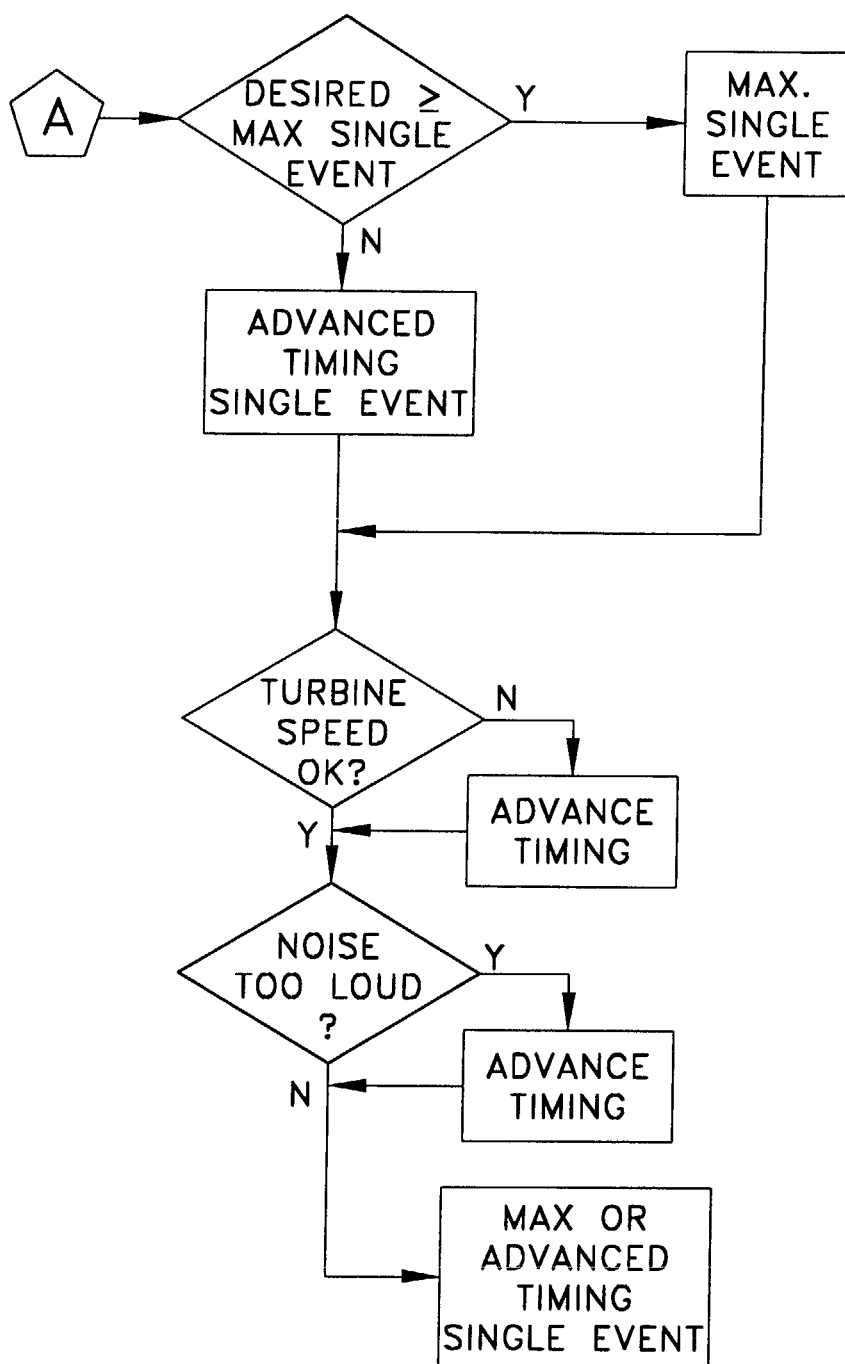 A
DESIRED ≥
MAX SINGLE
EVENT
Y
MAX.
SINGLE
EVENT
N
ADVANCED
TIMING
SINGLE EVENT
TURBINE
SPEED
OK?
N
ADVANCE
TIMING
Y
NOISE
TOO LOUD
?
Y
ADVANCE
TIMING
N
MAX OR
ADVANCED
TIMING
SINGLE EVENT